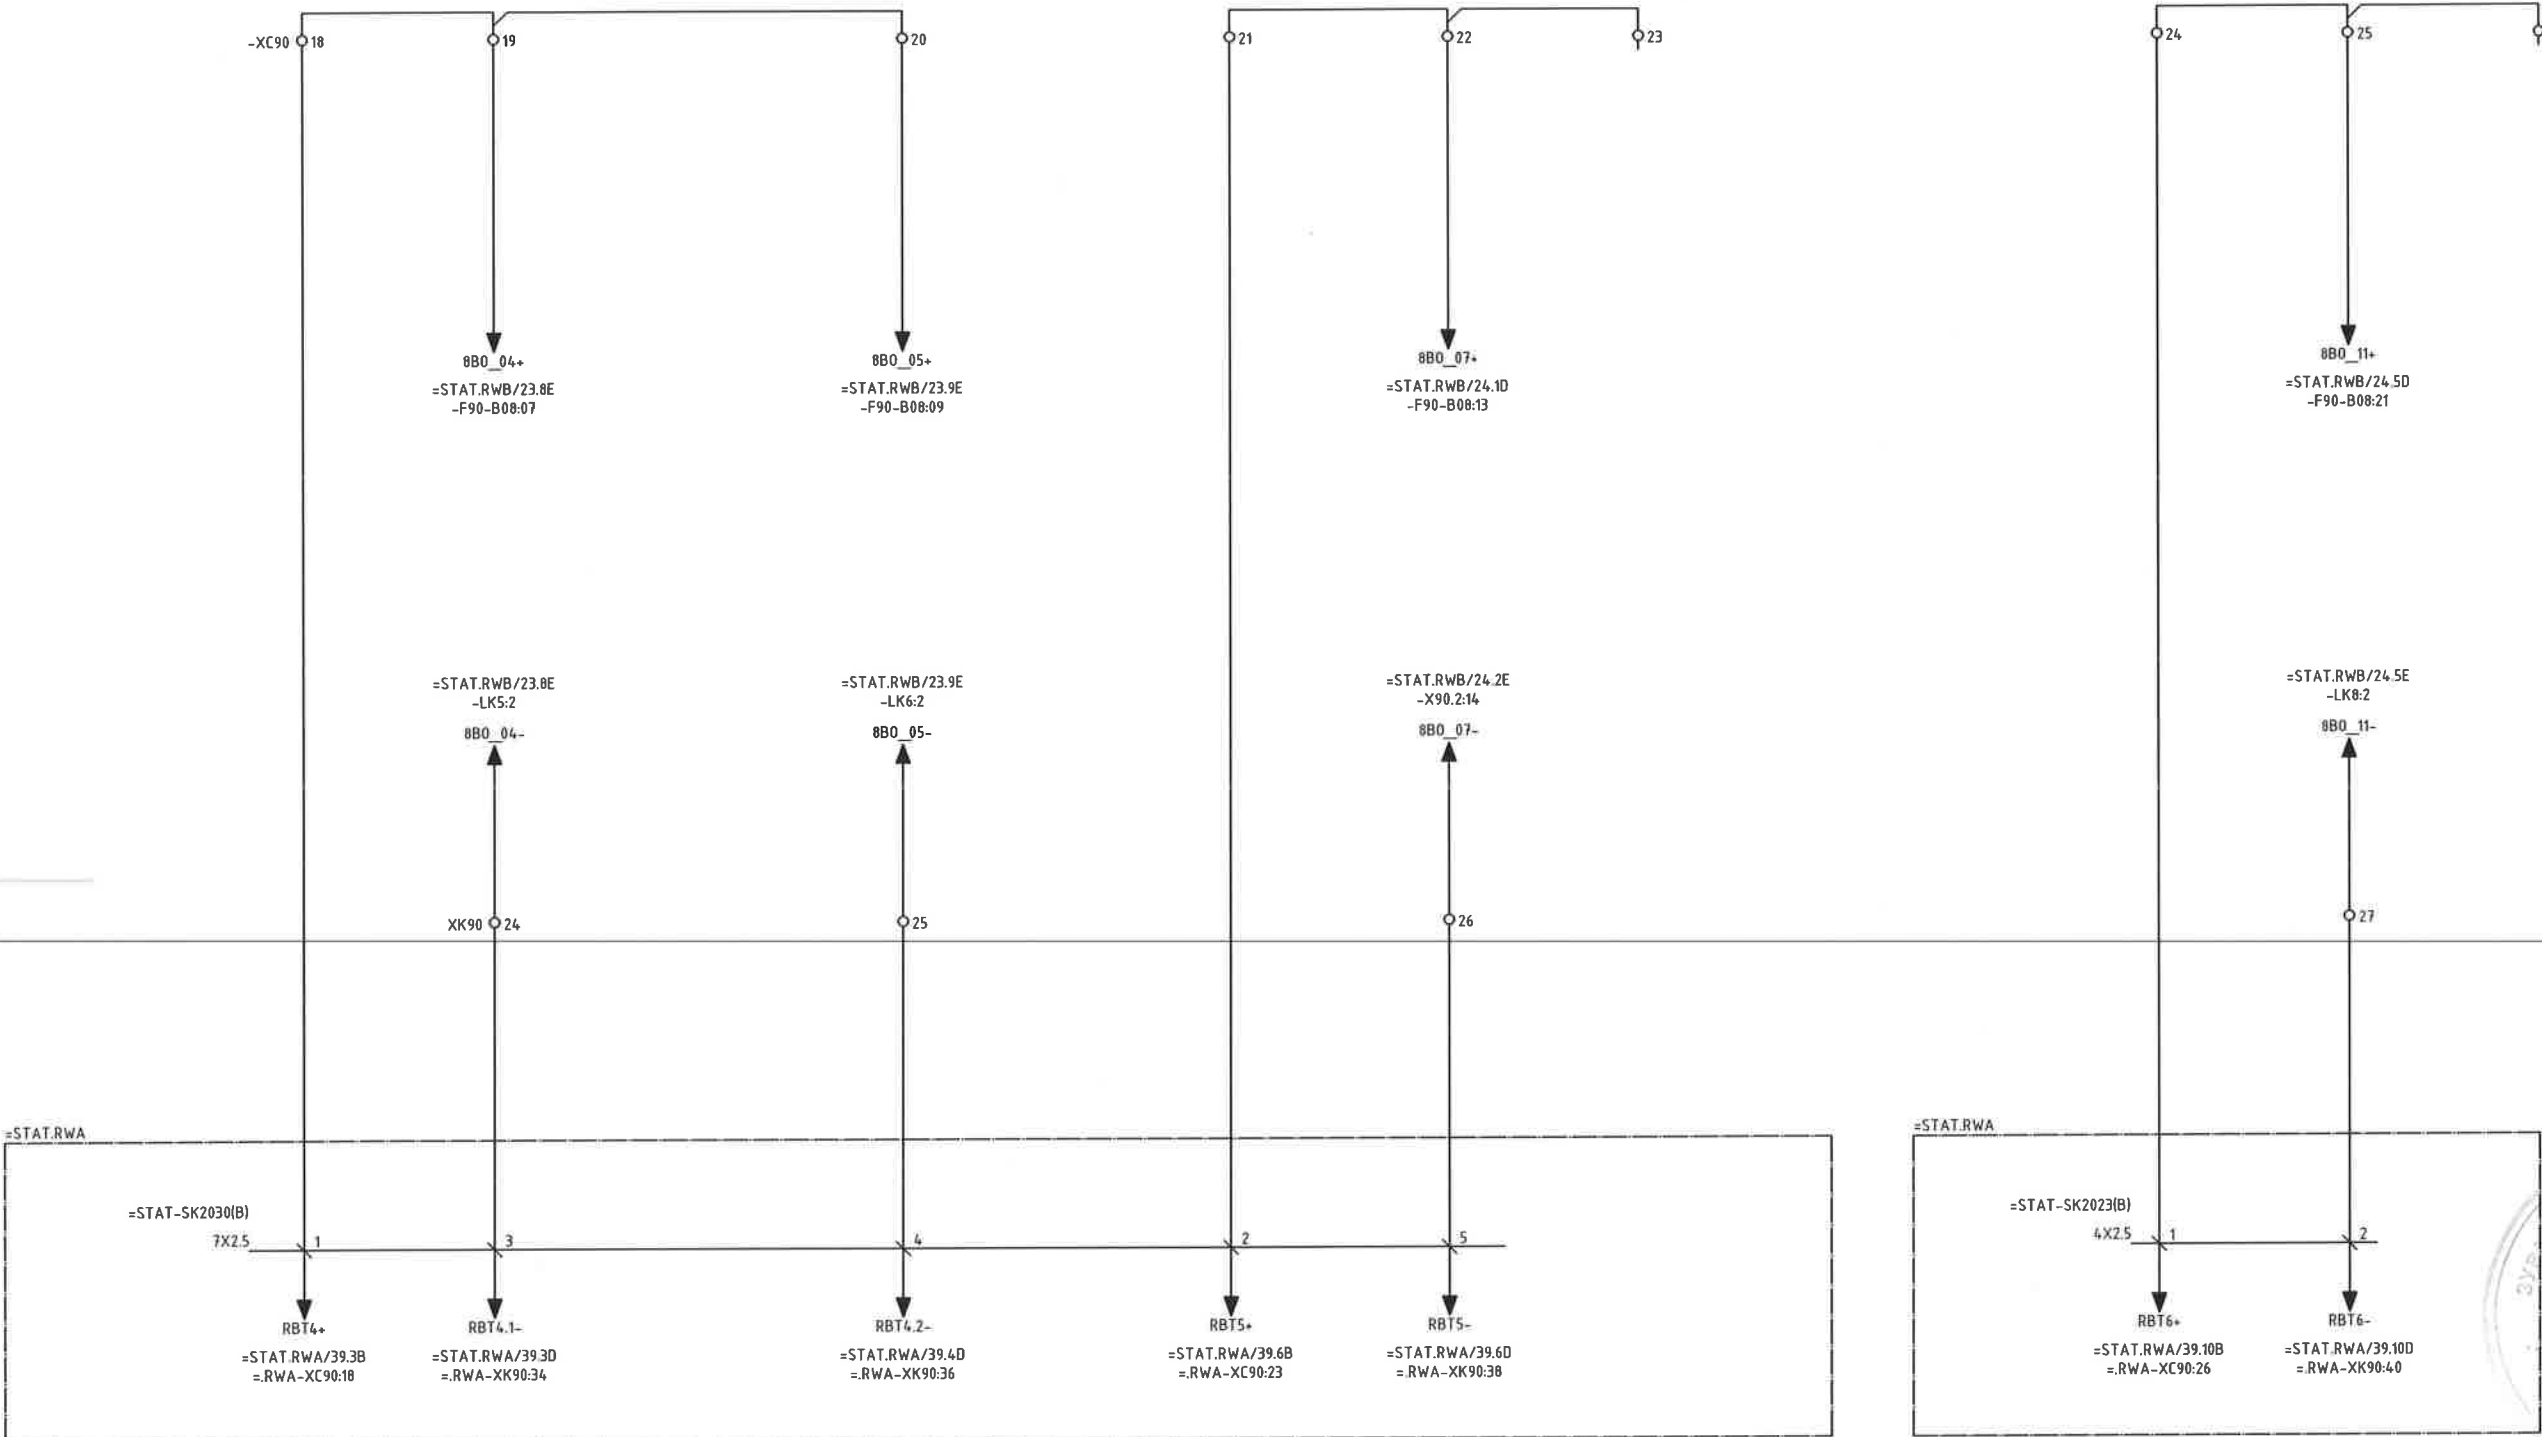 -XC90 18 19 20 21 22 23 24 25
8BO_04+ 8BO_05+ 8BO_07+ 8BO_11+
=STAT.RWB/23.8E =STAT.RWB/23.9E =STAT.RWB/24.1D =STAT.RWB/24.5D
-F90-B08:07 -F90-B08:09 -F90-B08:13 -F90-B08:21
=STAT.RWB/23.8E =STAT.RWB/23.9E =STAT.RWB/24.2E =STAT.RWB/24.5E
-LK5:2 -LK6:2 -X90.2:14 -LK8:2
8BO_04- 8BO_05- 8BO_07- 8BO_11-
XK90 24 25 26 27
=STAT.RWA =STAT.RWA
=STAT-SK2030(B) =STAT-SK2023(B)
7X2.5 1 3 4 2 5 4X2.5 1 2
RBT4+ RBT4.1- RBT4.2- RBT5+ RBT5- RBT6+ RBT6-
=STAT.RWA/39.3B =STAT.RWA/39.3D =STAT.RWA/39.4D =STAT.RWA/39.6B =STAT.RWA/39.6D =STAT.RWA/39.10B =STAT.RWA/39.10D
=.RWA-XC90:18 =.RWA-XK90:34 =.RWA-XK90:36 =.RWA-XC90:23 =.RWA-XK90:38 =.RWA-XC90:26 =.RWA-XK90:40